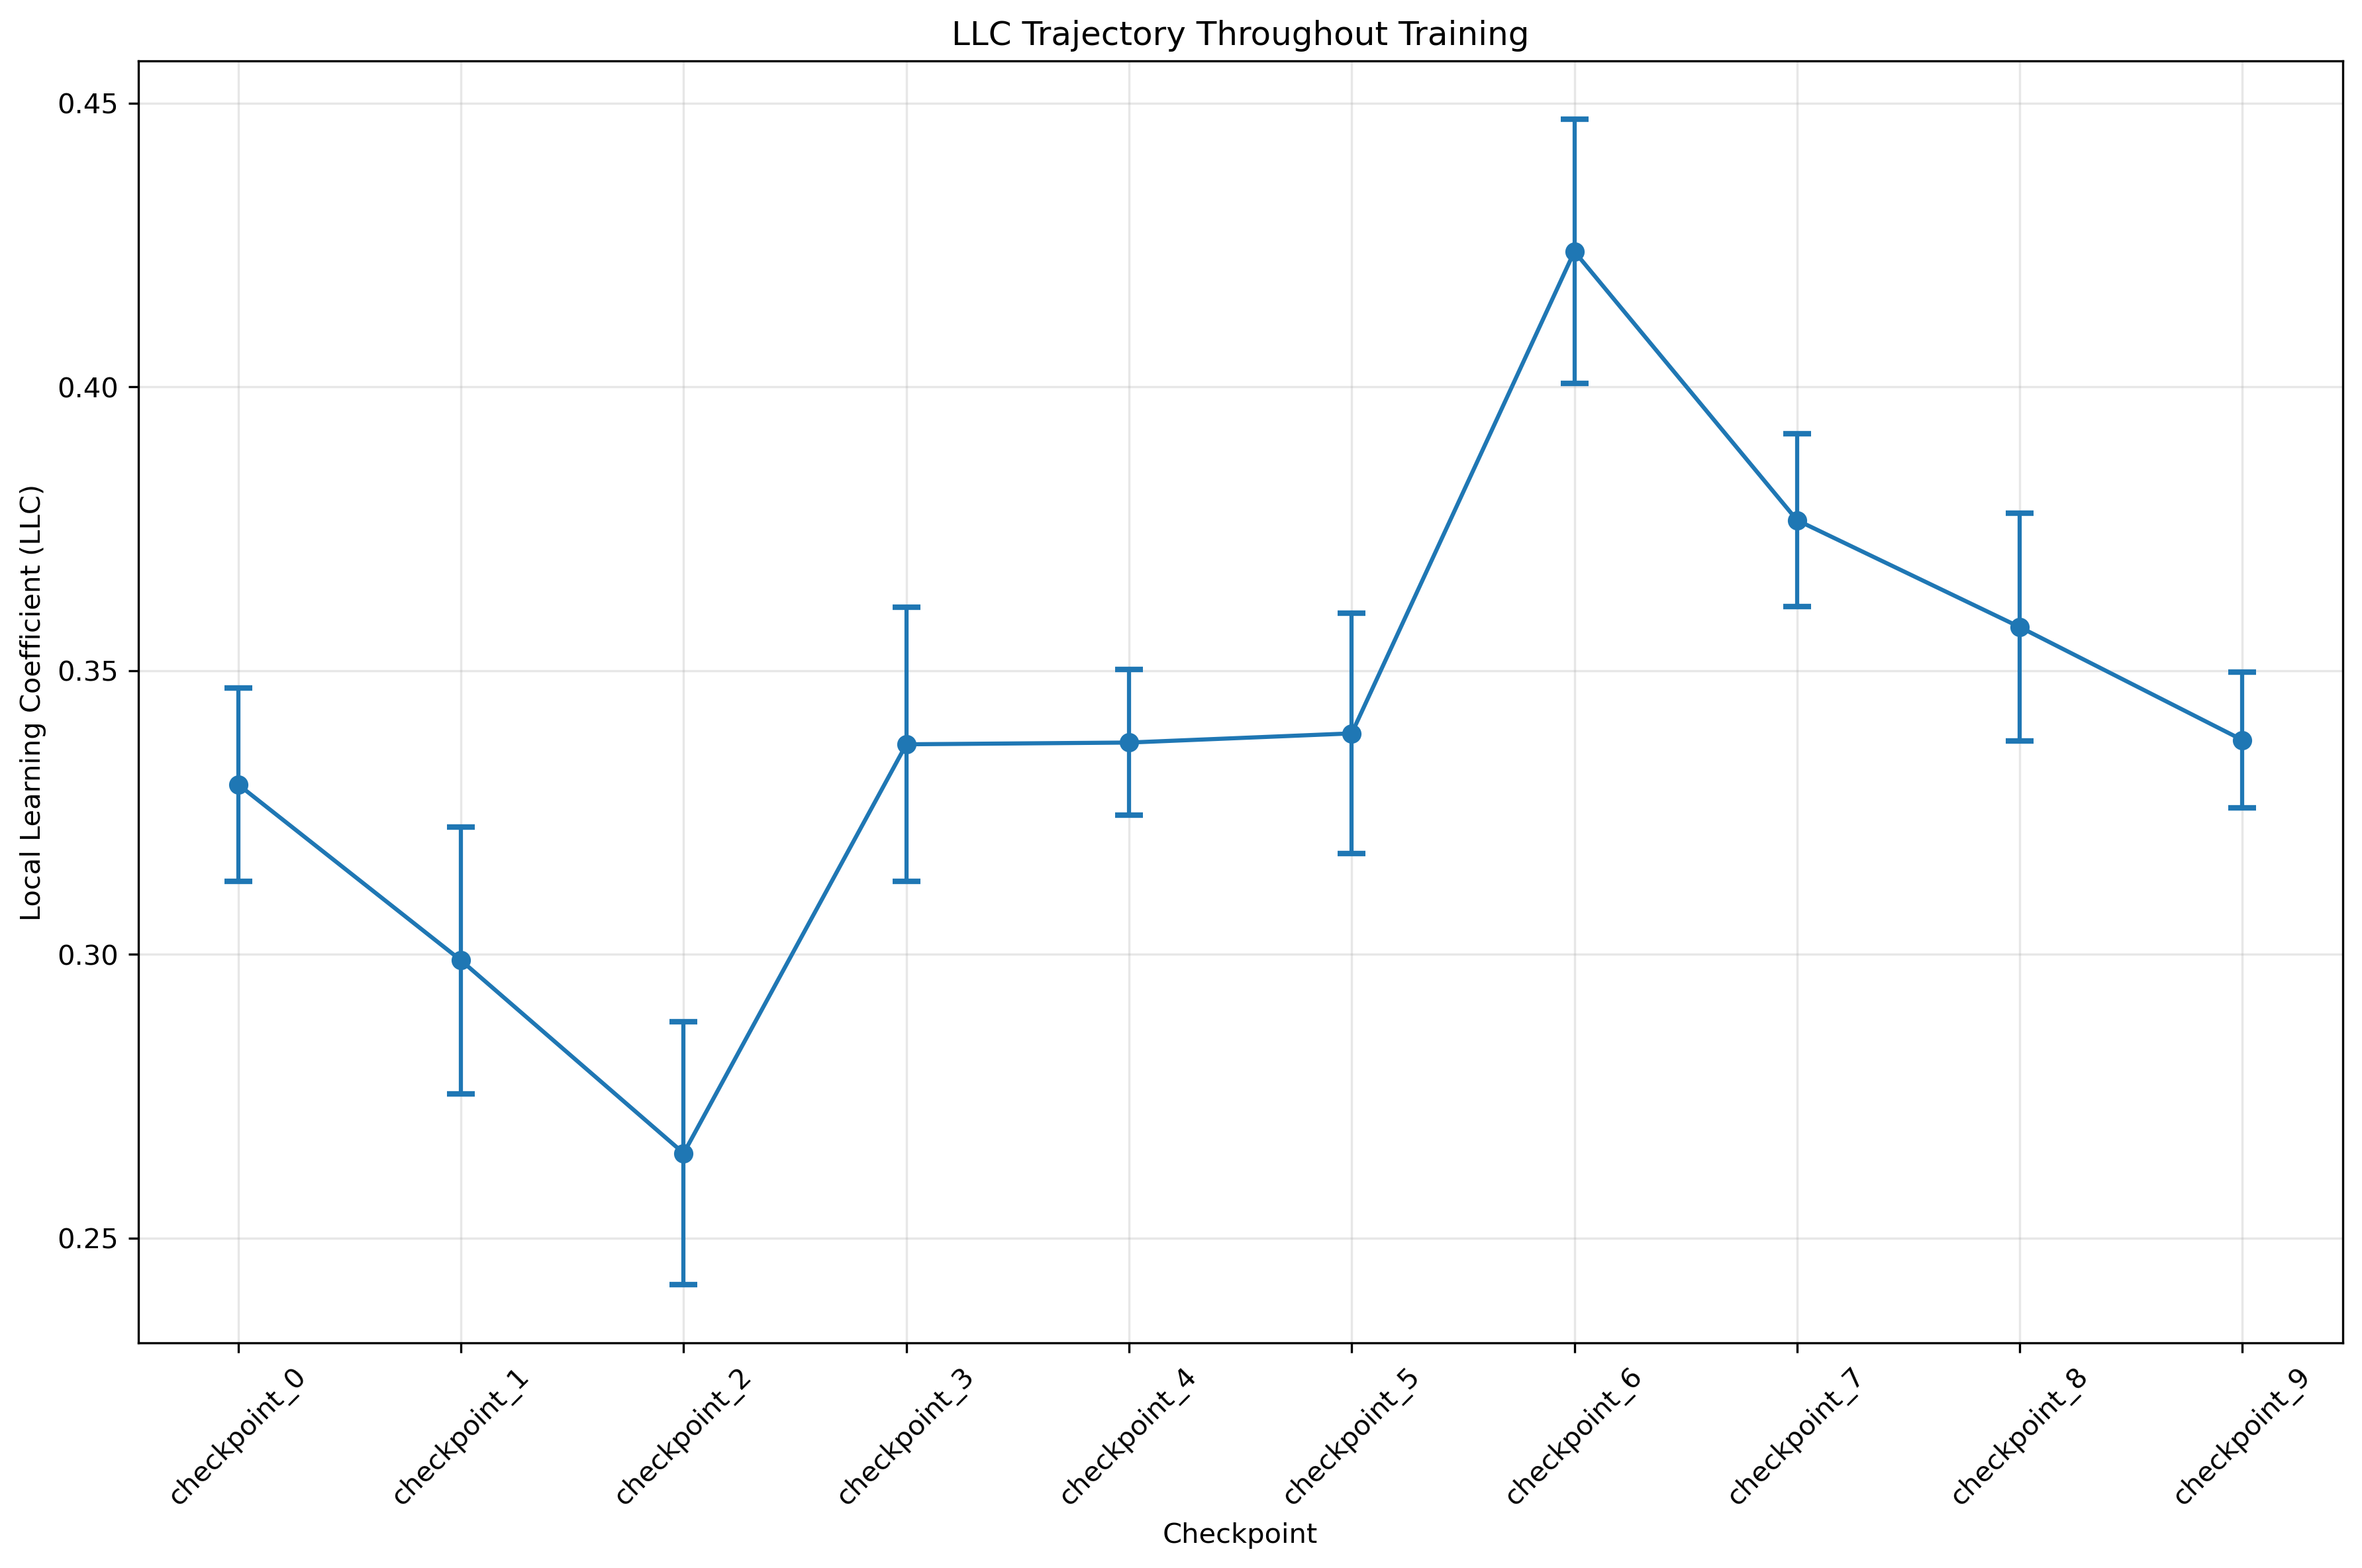 LLC Trajectory Throughout Training
Local Learning Coefficient (LLC)
0.45
0.40
0.35
0.30
0.25
checkpoint_0
checkpoint_1
checkpoint_2
checkpoint_3
checkpoint_4
checkpoint_5
checkpoint_6
checkpoint_7
checkpoint_8
checkpoint_9
Checkpoint